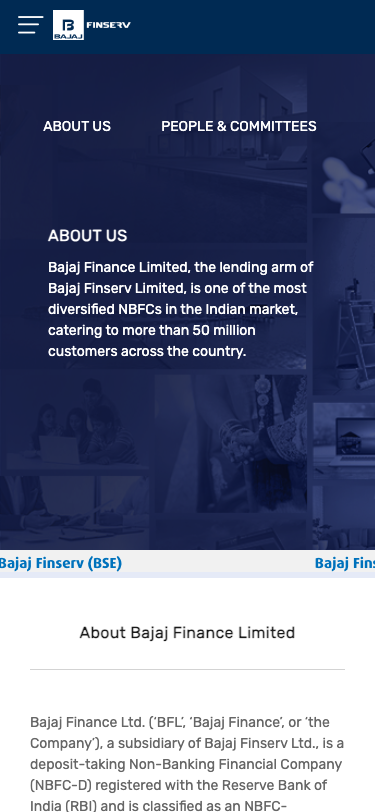 BAJAJ
FINSERV
ABOUT US
PEOPLE & COMMITTEES
ABOUT US
Bajaj Finance Limited, the lending arm of
Bajaj Finserv Limited, is one of the most
diversified NBFCs in the Indian market,
catering to more than 50 million
customers across the country.
Bajaj Finserv (BSE)
Bajaj Fins
About Bajaj Finance Limited
Bajaj Finance Ltd. (‘BFL’, ‘Bajaj Finance’, or ‘the
Company’), a subsidiary of Bajaj Finserv Ltd., is a
deposit-taking Non-Banking Financial Company
(NBFC-D) registered with the Reserve Bank of
India (RBI) and is classified as an NBFC-